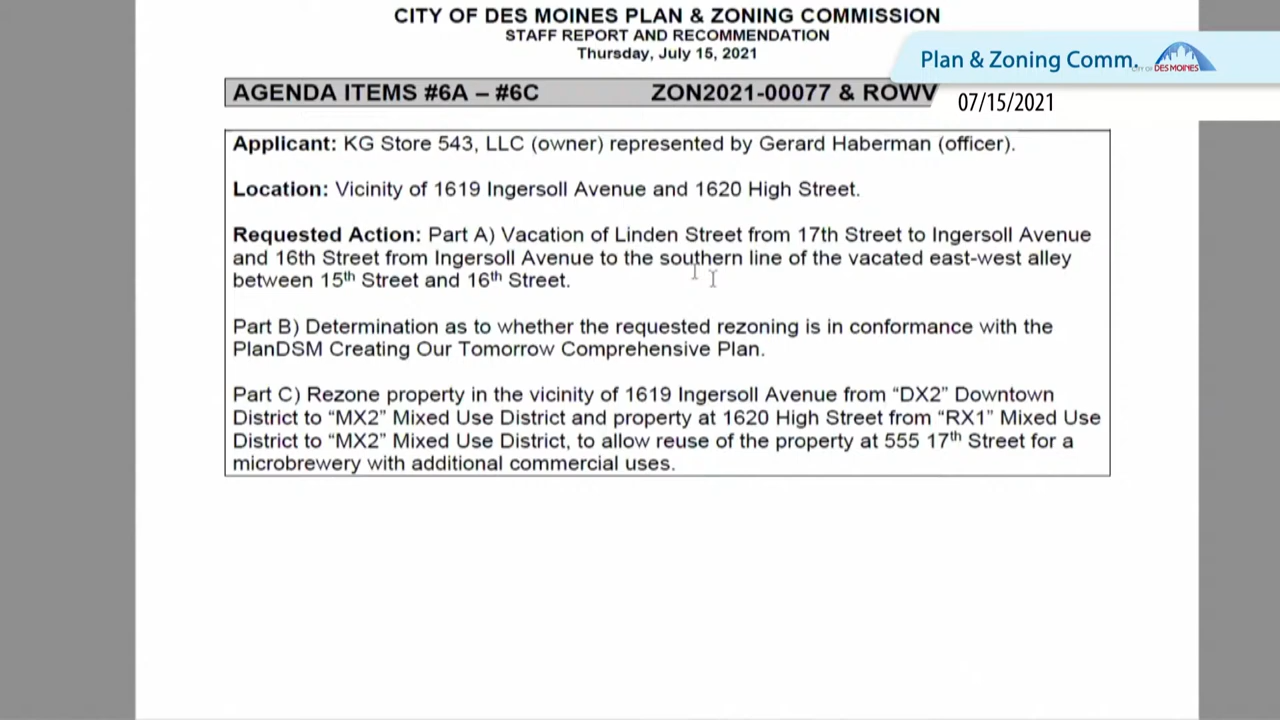 CITY OF DES MOINES PLAN & ZONING COMMISSION
STAFF REPORT AND RECOMMENDATION
Thursday, July 15, 2021
Plan & Zoning Comm.
CITY OF DES MOINES
07/15/2021
AGENDA ITEMS #6A – #6C ZON2021-00077 & ROWV
Applicant: KG Store 543, LLC (owner) represented by Gerard Haberman (officer).
Location: Vicinity of 1619 Ingersoll Avenue and 1620 High Street.
Requested Action: Part A) Vacation of Linden Street from 17th Street to Ingersoll Avenue
and 16th Street from Ingersoll Avenue to the southern line of the vacated east-west alley
between 15th Street and 16th Street.
Part B) Determination as to whether the requested rezoning is in conformance with the
PlanDSM Creating Our Tomorrow Comprehensive Plan.
Part C) Rezone property in the vicinity of 1619 Ingersoll Avenue from “DX2” Downtown
District to “MX2” Mixed Use District and property at 1620 High Street from “RX1” Mixed Use
District to “MX2” Mixed Use District, to allow reuse of the property at 555 17th Street for a
microbrewery with additional commercial uses.